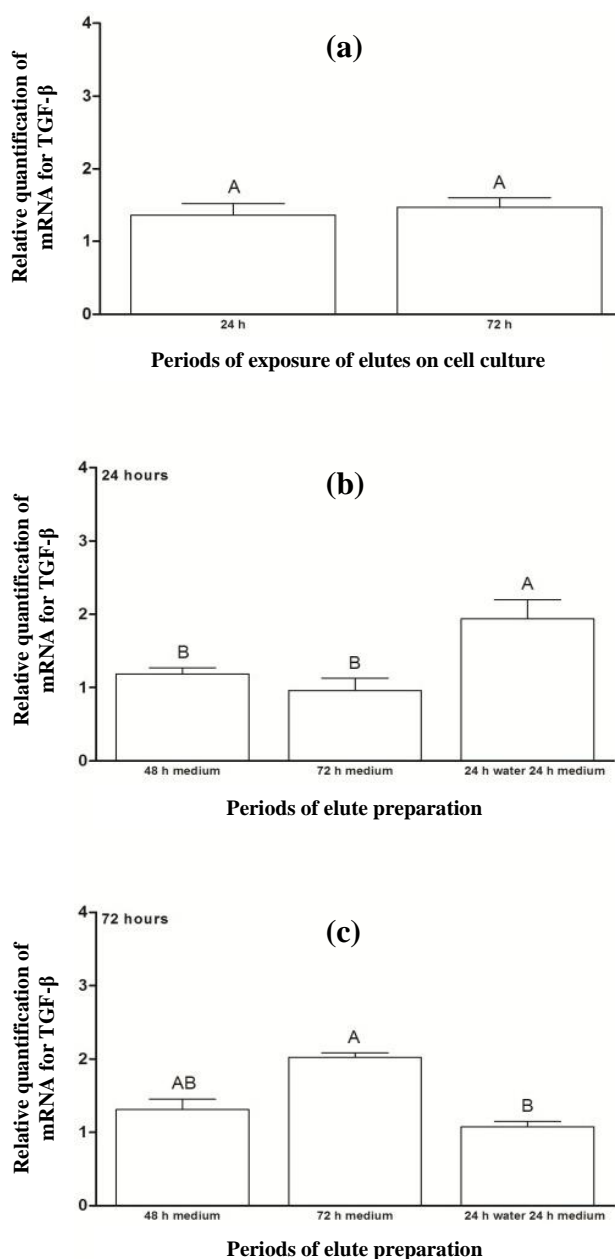 (a)
Relative quantification of
mRNA for TGF-β
4
3
2
1
0
A
A
24 h
72 h
Periods of exposure of elutes on cell culture
24 hours
(b)
Relative quantification of
mRNA for TGF-β
4
3
2
1
0
B
B
A
48 h medium
72 h medium
24 h water 24 h medium
Periods of elute preparation
72 hours
(c)
Relative quantification of
mRNA for TGF-β
4
3
2
1
0
AB
A
B
48 h medium
72 h medium
24 h water 24 h medium
Periods of elute preparation